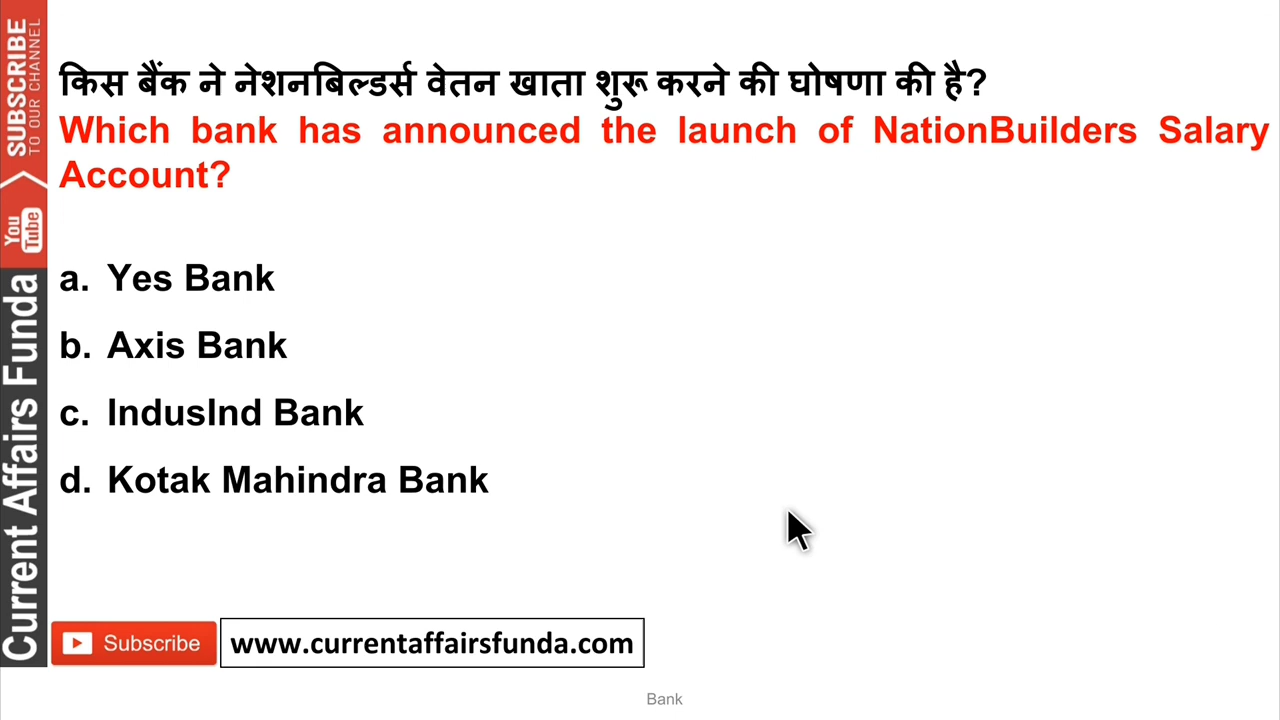 किस बैंक ने नेशनबिल्डर्स वेतन खाता शुरू करने की घोषणा की है?
Which bank has announced the launch of NationBuilders Salary
Account?
a. Yes Bank
b. Axis Bank
c. IndusInd Bank
d. Kotak Mahindra Bank
SUBSCRIBE
TO OUR CHANNEL
You
Tube
Current Affairs Funda
Subscribe
www.currentaffairsfunda.com
Bank